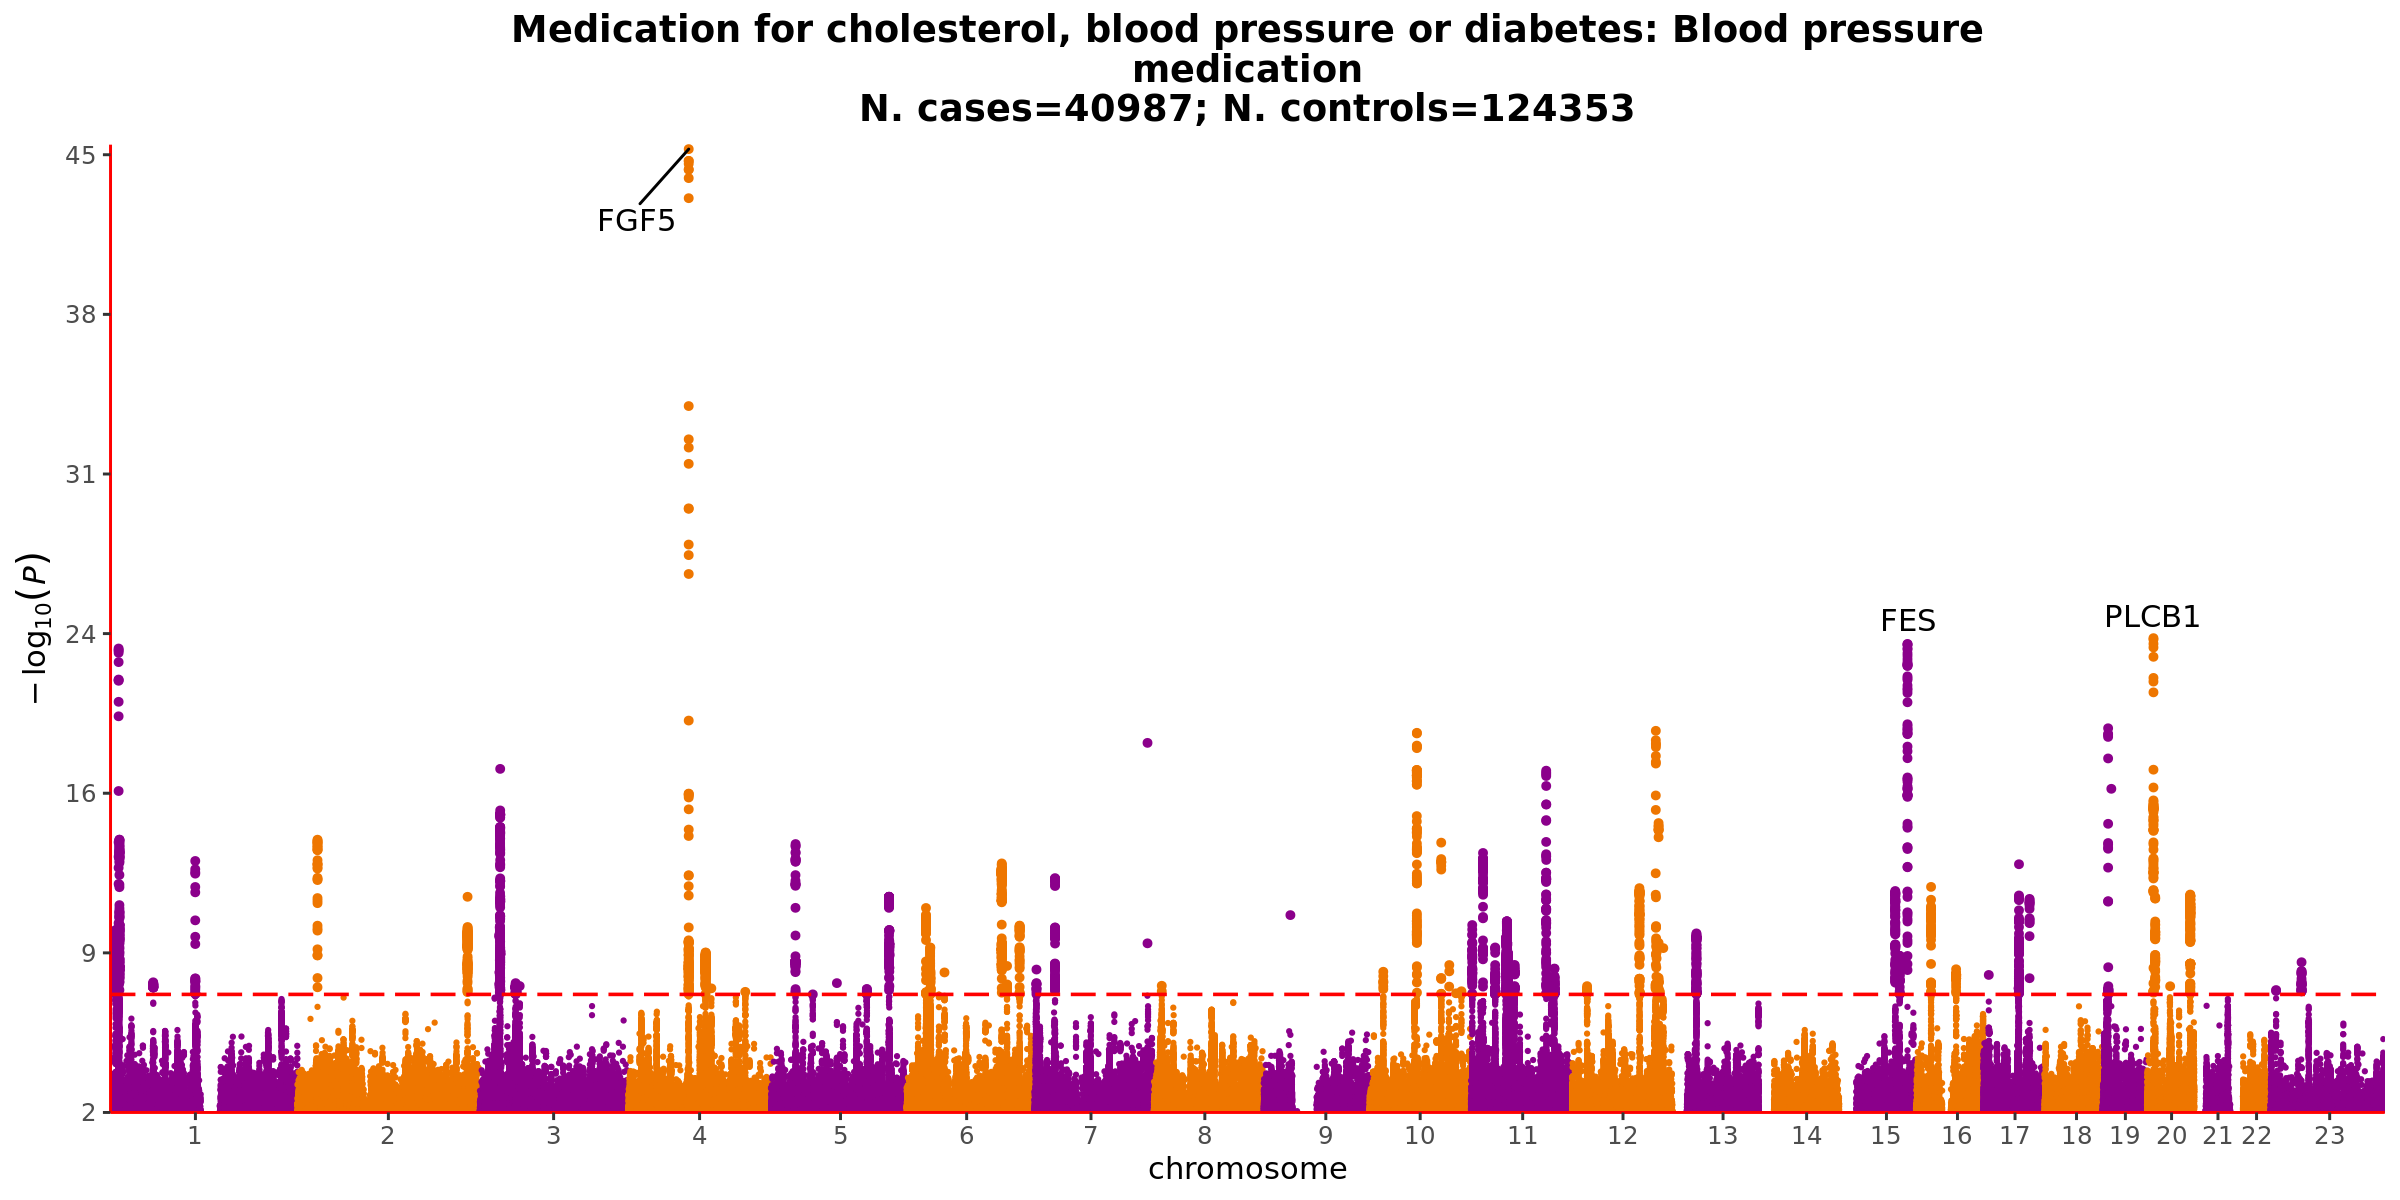 Medication for cholesterol, blood pressure or diabetes: Blood pressure
medication
N. cases=40987; N. controls=124353
45
38
31
24
16
9
2
−log10(P)
FGF5
FES
PLCB1
1 2 3 4 5 6 7 8 9 10 11 12 13 14 15 16 17 18 19 20 21 22 23
chromosome